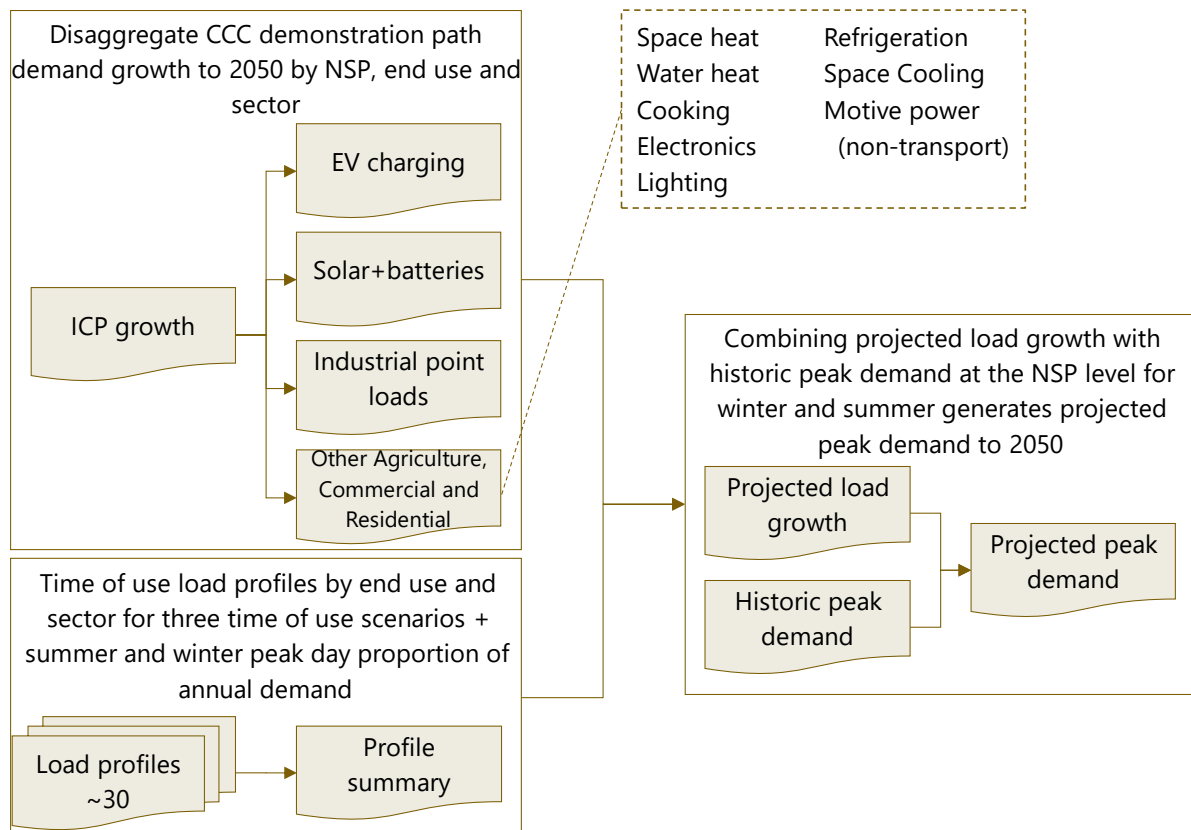 Disaggregate CCC demonstration path
demand growth to 2050 by NSP, end use and
sector
EV charging
Solar+batteries
ICP growth
Industrial point
loads
Other Agriculture,
Commercial and
Residential
Space heat
Water heat
Cooking
Electronics
Lighting
Refrigeration
Space Cooling
Motive power
(non-transport)
Time of use load profiles by end use and
sector for three time of use scenarios +
summer and winter peak day proportion of
annual demand
Load profiles
~30
Profile
summary
Combining projected load growth with
historic peak demand at the NSP level for
winter and summer generates projected
peak demand to 2050
Projected load
growth
Historic peak
demand
Projected peak
demand